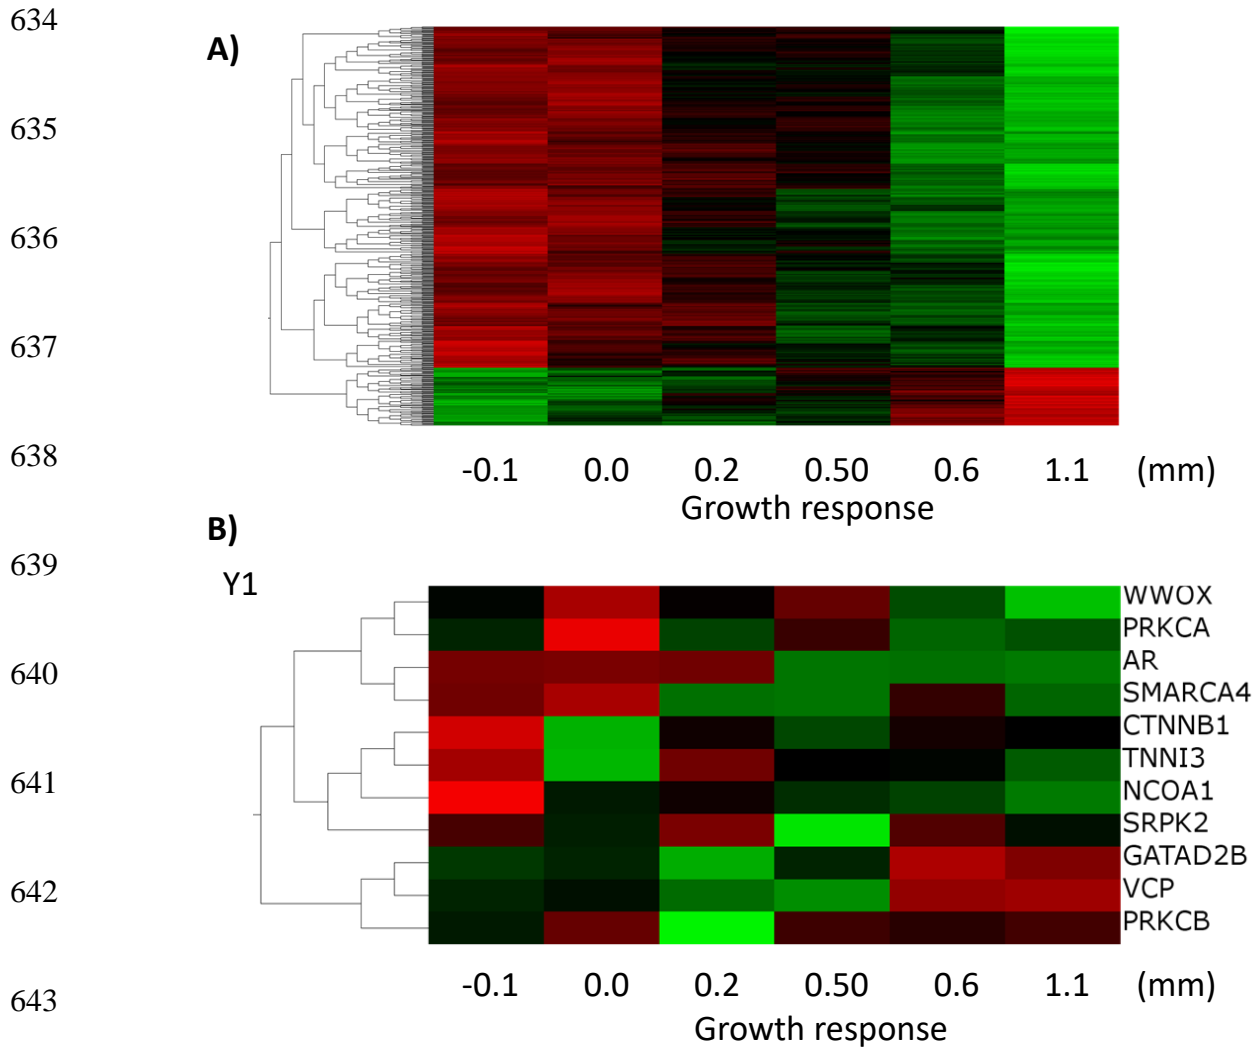 634
A)
635
636
637
638
-0.1 0.0 0.2 0.50 0.6 1.1 (mm)
Growth response
B)
639
Y1
WWOX
PRKCA
AR
640
SMARCA4
CTNNB1
TNNI3
641
NCOA1
SRPK2
GATAD2B
642
VCP
PRKCB
-0.1 0.0 0.2 0.50 0.6 1.1 (mm)
643
Growth response